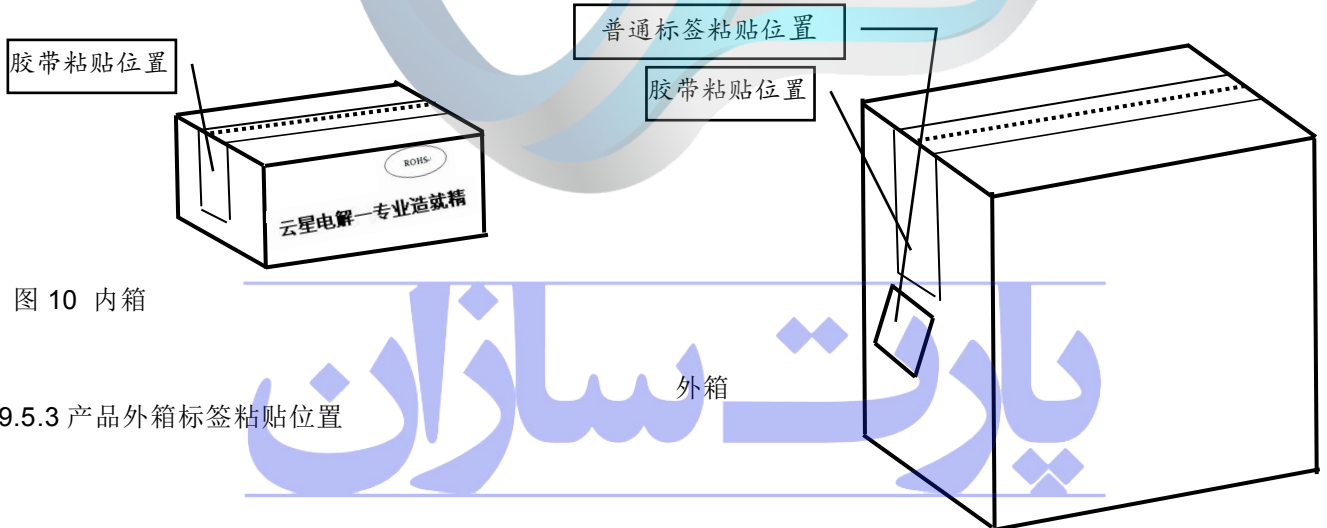 普通标签粘贴位置
胶带粘贴位置
胶带粘贴位置
ROHS
云星电解一专业造就精
图 10 内箱
外箱
9.5.3 产品外箱标签粘贴位置
پارت سازان